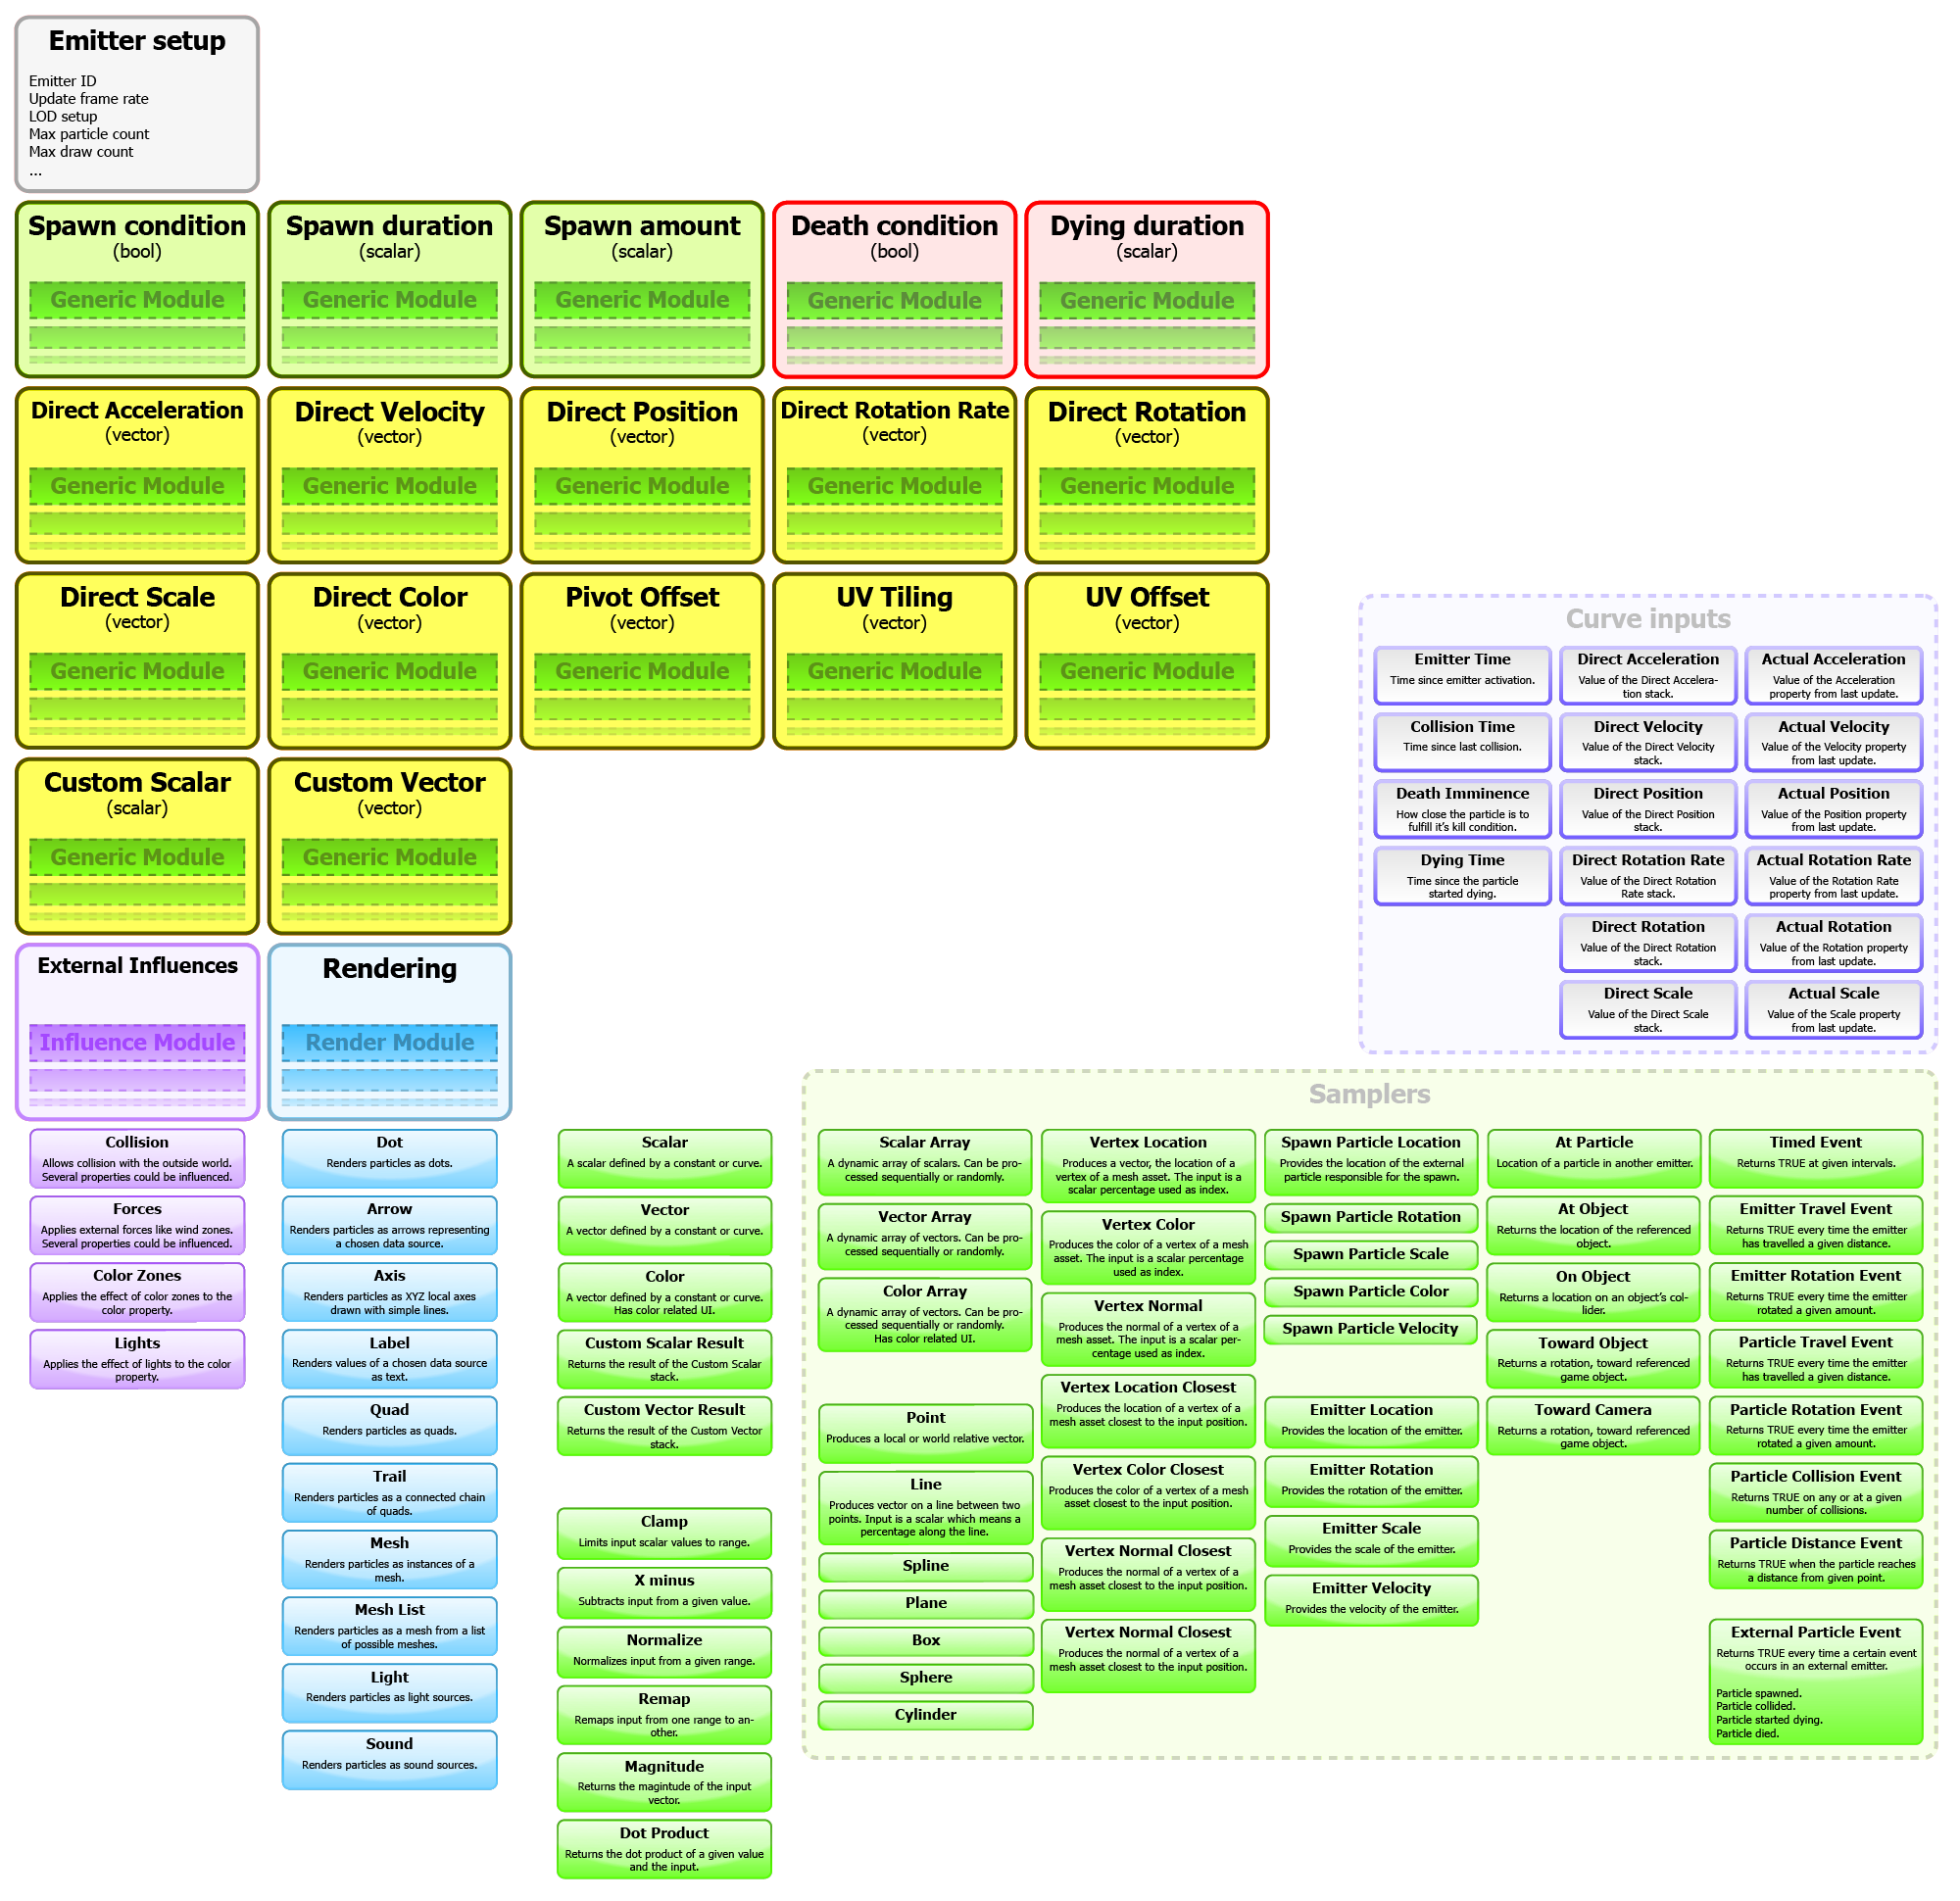 Emitter setup
Emitter ID
Update frame rate
LOD setup
Max particle count
Max draw count
...
Spawn condition
(bool)
Generic Module
Spawn duration
(scalar)
Generic Module
Spawn amount
(scalar)
Generic Module
Death condition
(bool)
Generic Module
Dying duration
(scalar)
Generic Module
Direct Acceleration
(vector)
Generic Module
Direct Velocity
(vector)
Generic Module
Direct Position
(vector)
Generic Module
Direct Rotation Rate
(vector)
Generic Module
Direct Rotation
(vector)
Generic Module
Direct Scale
(vector)
Generic Module
Direct Color
(vector)
Generic Module
Pivot Offset
(vector)
Generic Module
UV Tiling
(vector)
Generic Module
UV Offset
(vector)
Generic Module
Custom Scalar
(scalar)
Generic Module
Custom Vector
(vector)
Generic Module
External Influences
Influence Module
Rendering
Render Module
Curve inputs
Emitter Time
Time since emitter activation.
Collision Time
Time since last collision.
Death Imminence
How close the particle is to
fulfill it's kill condition.
Dying Time
Time since the particle
started dying.
Direct Acceleration
Value of the Direct Accelera-
tion stack.
Direct Velocity
Value of the Direct Velocity
stack.
Direct Position
Value of the Direct Position
stack.
Direct Rotation Rate
Value of the Direct Rotation
Rate stack.
Direct Rotation
Value of the Direct Rotation
stack.
Direct Scale
Value of the Direct Scale
stack.
Actual Acceleration
Value of the Acceleration
property from last update.
Actual Velocity
Value of the Velocity property
from last update.
Actual Position
Value of the Position property
from last update.
Actual Rotation Rate
Value of the Rotation Rate
property from last update.
Actual Rotation
Value of the Rotation property
from last update.
Actual Scale
Value of the Scale property
from last update.
Collision
Allows collision with the outside world.
Several properties could be influenced.
Forces
Applies external forces like wind zones.
Several properties could be influenced.
Color Zones
Applies the effect of color zones to the
color property.
Lights
Applies the effect of lights to the color
property.
Dot
Renders particles as dots.
Arrow
Renders particles as arrows representing
a chosen data source.
Axis
Renders particles as XYZ local axes
drawn with simple lines.
Label
Renders values of a chosen data source
as text.
Quad
Renders particles as quads.
Trail
Renders particles as a connected chain
of quads.
Mesh
Renders particles as instances of a
mesh.
Mesh List
Renders particles as a mesh from a list
of possible meshes.
Light
Renders particles as light sources.
Sound
Renders particles as sound sources.
Scalar
A scalar defined by a constant or curve.
Vector
A vector defined by a constant or curve.
Color
A vector defined by a constant or curve.
Has color related UI.
Custom Scalar Result
Returns the result of the Custom Scalar
stack.
Custom Vector Result
Returns the result of the Custom Vector
stack.
Clamp
Limits input scalar values to range.
X minus
Subtracts input from a given value.
Normalize
Normalizes input from a given range.
Remap
Remaps input from one range to an-
other.
Magnitude
Returns the magintude of the input
vector.
Dot Product
Returns the dot product of a given value
and the input.
Samplers
Scalar Array
A dynamic array of scalars. Can be pro-
cessed sequentially or randomly.
Vector Array
A dynamic array of vectors. Can be pro-
cessed sequentially or randomly.
Color Array
A dynamic array of vectors. Can be pro-
cessed sequentially or randomly.
Has color related UI.
Point
Produces a local or world relative vector.
Line
Produces vector on a line between two
points. Input is a scalar which means a
percentage along the line.
Spline
Plane
Box
Sphere
Cylinder
Vertex Location
Produces a vector, the location of a
vertex of a mesh asset. The input is a
scalar percentage used as index.
Vertex Color
Produces the color of a vertex of a mesh
asset. The input is a scalar percentage
used as index.
Vertex Normal
Produces the normal of a vertex of a
mesh asset. The input is a scalar per-
centage used as index.
Vertex Location Closest
Produces the location of a vertex of a
mesh asset closest to the input position.
Vertex Color Closest
Produces the color of a vertex of a mesh
asset closest to the input position.
Vertex Normal Closest
Produces the normal of a vertex of a
mesh asset closest to the input position.
Vertex Normal Closest
Produces the normal of a vertex of a
mesh asset closest to the input position.
Spawn Particle Location
Provides the location of the external
particle responsible for the spawn.
Spawn Particle Rotation
Spawn Particle Scale
Spawn Particle Color
Spawn Particle Velocity
Emitter Location
Provides the location of the emitter.
Emitter Rotation
Provides the rotation of the emitter.
Emitter Scale
Provides the scale of the emitter.
Emitter Velocity
Provides the velocity of the emitter.
At Particle
Location of a particle in another emitter.
At Object
Returns the location of the referenced
object.
On Object
Returns a location on an object's col-
lider.
Toward Object
Returns a rotation, toward referenced
game object.
Toward Camera
Returns a rotation, toward referenced
game object.
Timed Event
Returns TRUE at given intervals.
Emitter Travel Event
Returns TRUE every time the emitter
has travelled a given distance.
Emitter Rotation Event
Returns TRUE every time the emitter
rotated a given amount.
Particle Travel Event
Returns TRUE every time the emitter
has travelled a given distance.
Particle Rotation Event
Returns TRUE every time the emitter
rotated a given amount.
Particle Collision Event
Returns TRUE on any or at a given
number of collisions.
Particle Distance Event
Returns TRUE when the particle reaches
a distance from given point.
External Particle Event
Returns TRUE every time a certain event
occurs in an external emitter.
Particle spawned.
Particle collided.
Particle started dying.
Particle died.